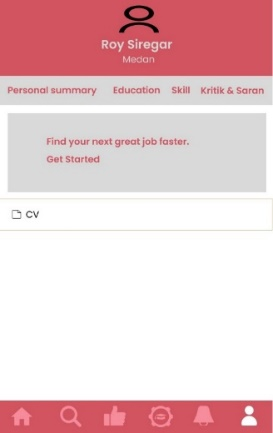 Roy Siregar
Medan
Personal summary Education Skill Kritik & Saran
Find your next great job faster.
Get Started
CV